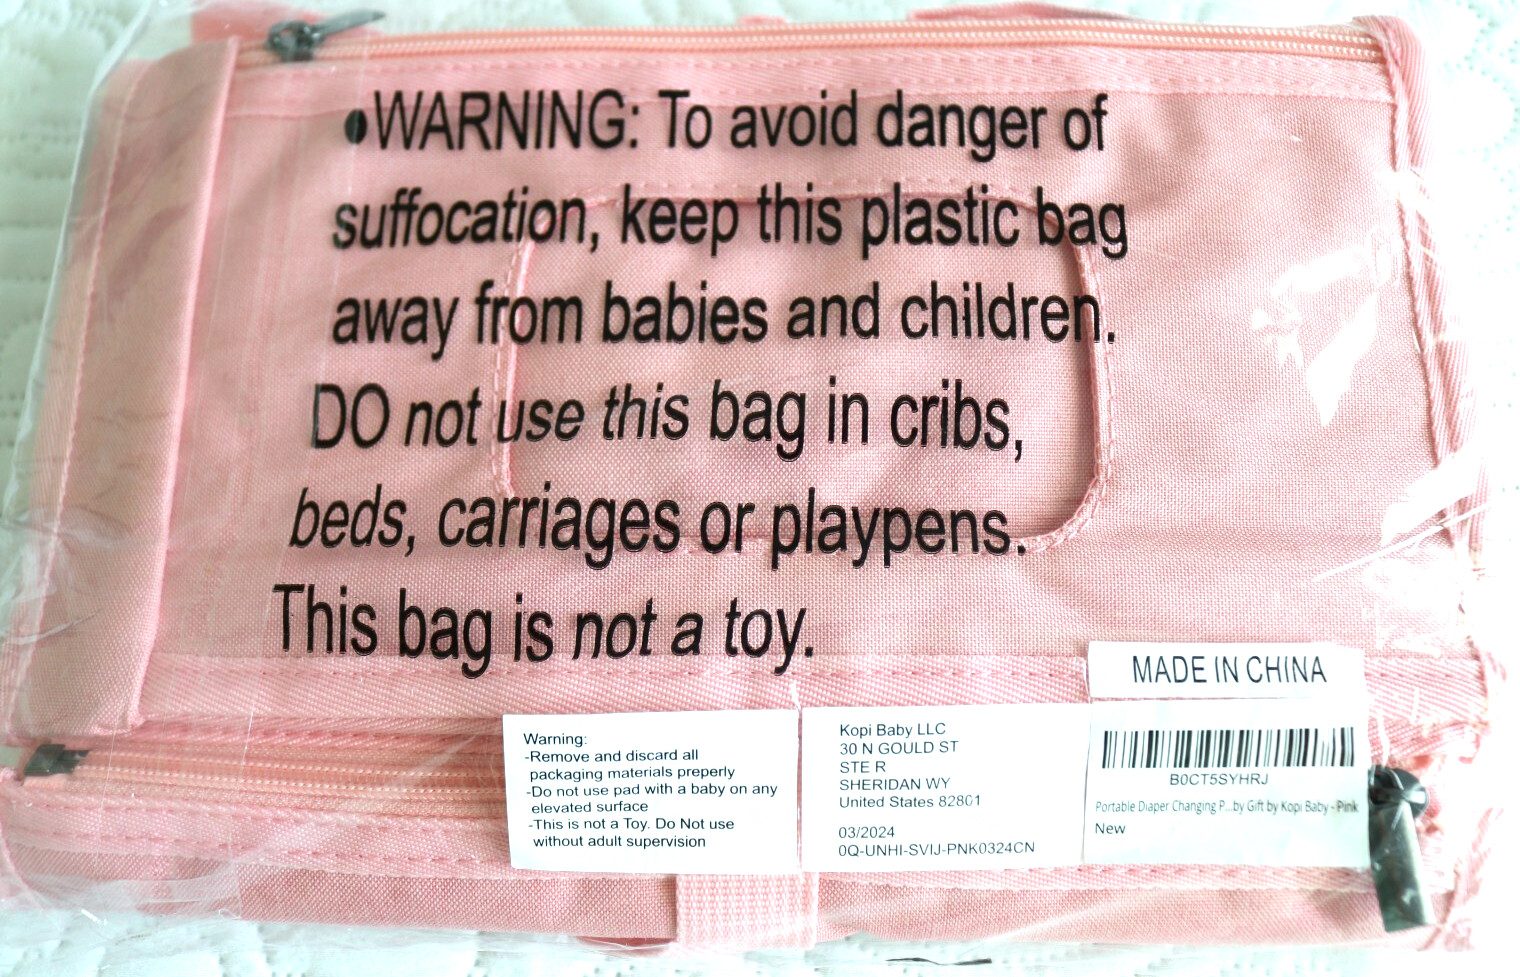 ●WARNING: To avoid danger of
suffocation, keep this plastic bag
away from babies and children.
DO not use this bag in cribs,
beds, carriages or playpens.
This bag is not a toy.
MADE IN CHINA
Warning:
-Remove and discard all
packaging materials preperly
-Do not use pad with a baby on any
elevated surface
-This is not a Toy. Do Not use
without adult supervision
Kopi Baby LLC
30 N GOULD ST
STE R
SHERIDAN WY
United States 82801
03/2024
0Q-UNHI-SVIJ-PNK0324CN
B0CT5SYHRJ
Portable Diaper Changing P...by Gift by Kopi Baby - Pink
New